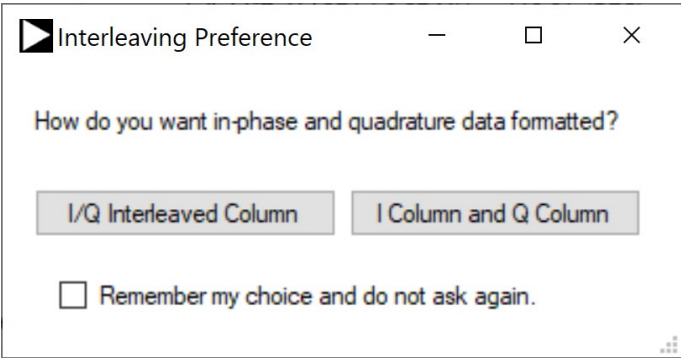 Interleaving Preference
How do you want in-phase and quadrature data formatted?
I/Q Interleaved Column I Column and Q Column
Remember my choice and do not ask again.